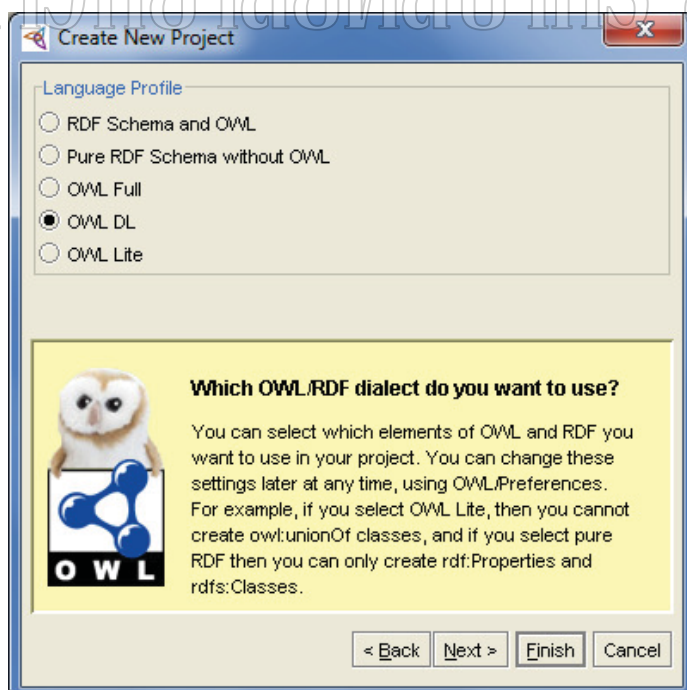 Create New Project
Language Profile
RDF Schema and OWL
Pure RDF Schema without OWL
OWL Full
OWL DL
OWL Lite
Which OWL/RDF dialect do you want to use?
You can select which elements of OWL and RDF you
want to use in your project. You can change these
settings later at any time, using OWL/Preferences.
For example, if you select OWL Lite, then you cannot
create owl:unionOf classes, and if you select pure
RDF then you can only create rdf:Properties and
rdfs:Classes.
OWL
< Back Next > Finish Cancel